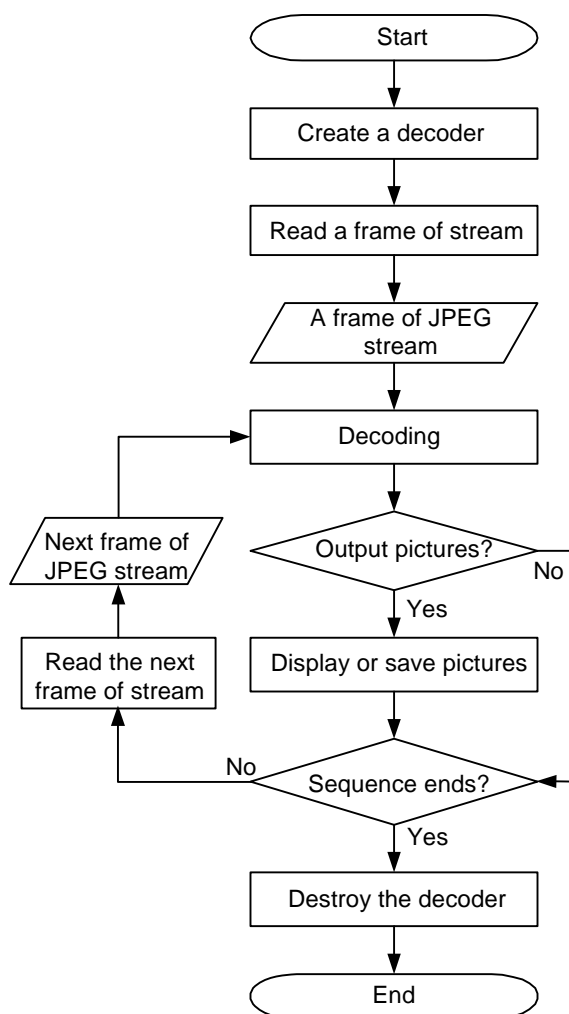 Start
Create a decoder
Read a frame of stream
A frame of JPEG
stream
Decoding
Output pictures?
No
Yes
Display or save pictures
Sequence ends?
No
Read the next
frame of stream
Next frame of
JPEG stream
Yes
Destroy the decoder
End